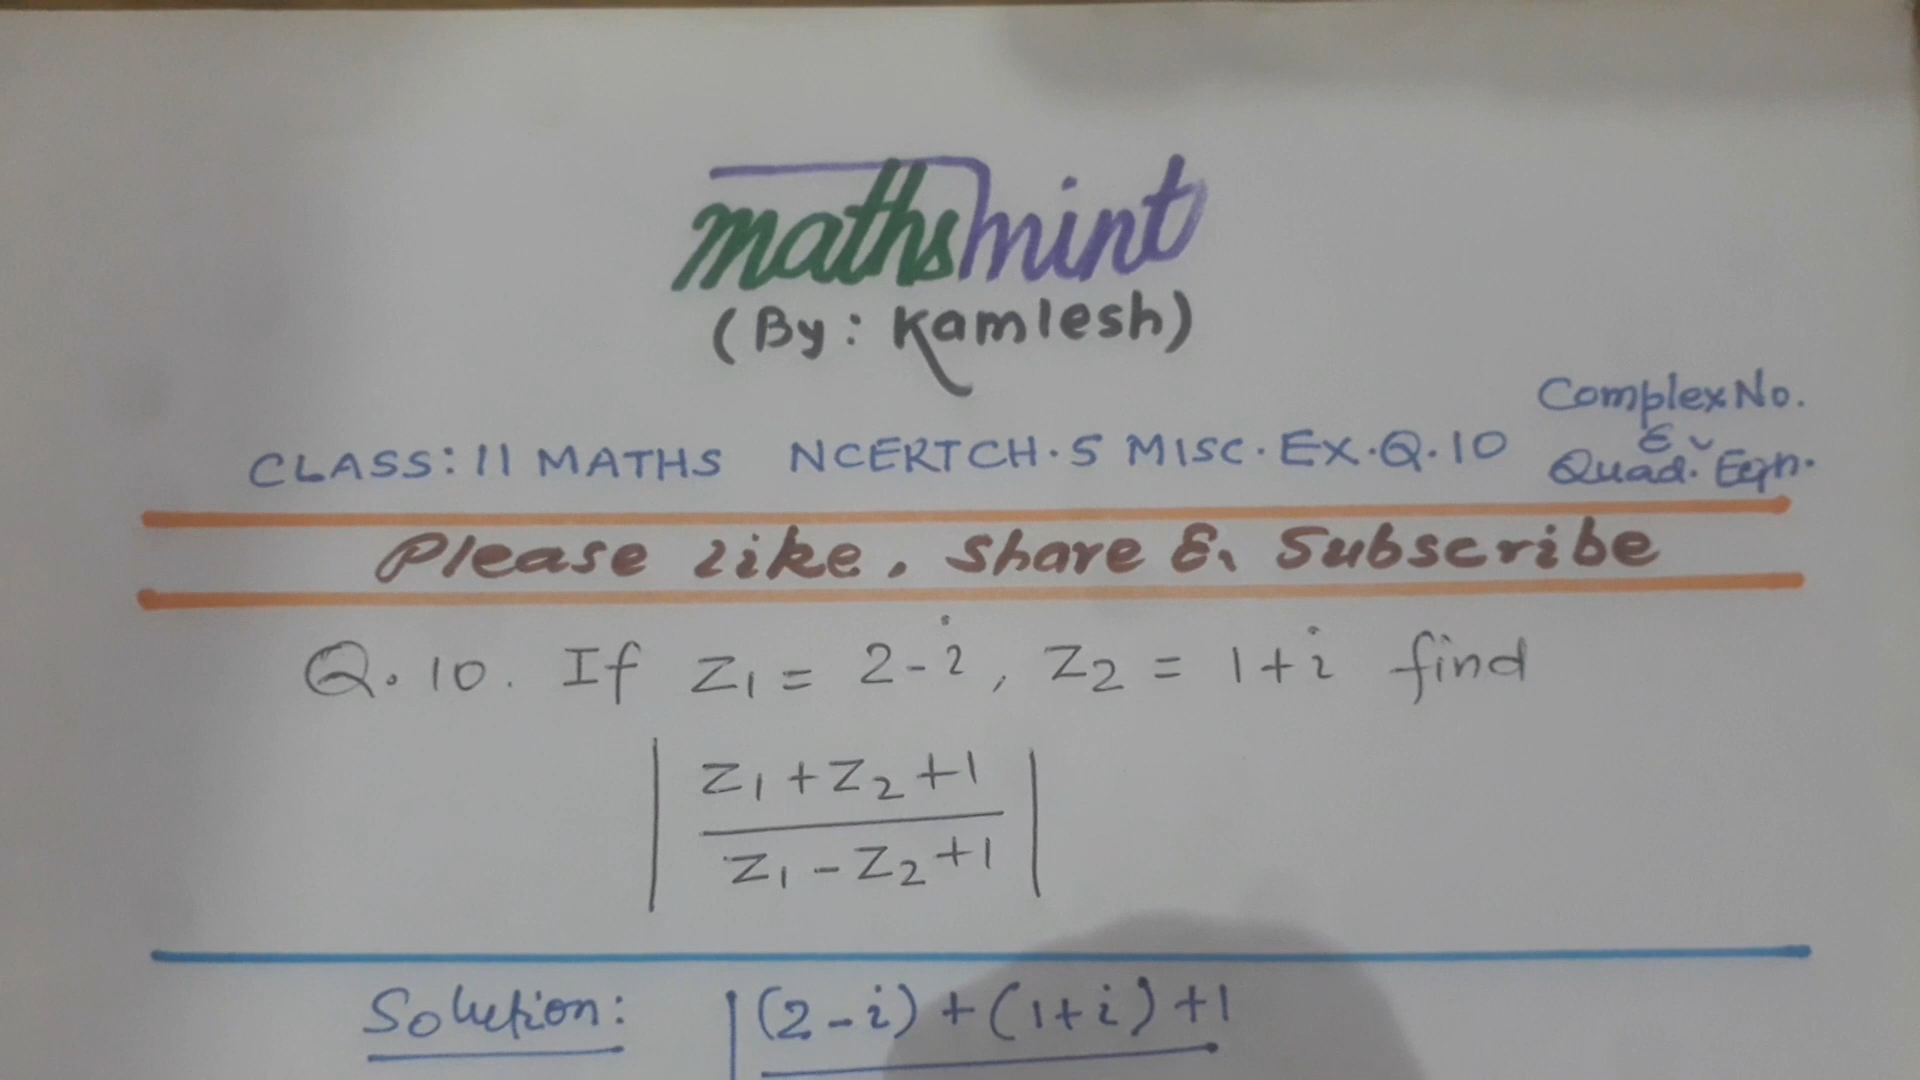 mathsmint
(By: Kamlesh)
CLASS: 11 MATHS NCERT CH. 5 MISC. EX. Q. 10 Complex No. & Quad. Eqn.
Please Like, Share & Subscribe
Q. 10. If z₁ = 2-i, z₂ = 1+i find
| z₁+z₂+1
z₁-z₂+1 |
Solution: | (2-i)+(1+i)+1